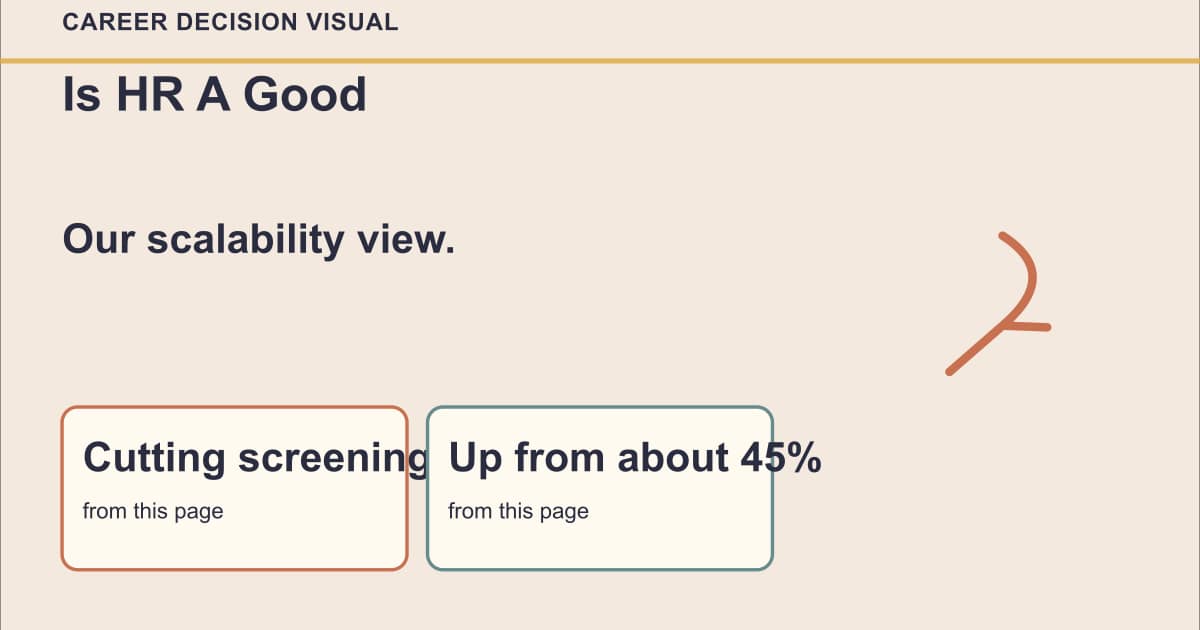 CAREER DECISION VISUAL
Is HR A Good
Our scalability view.
Cutting screening
from this page
Up from about 45%
from this page